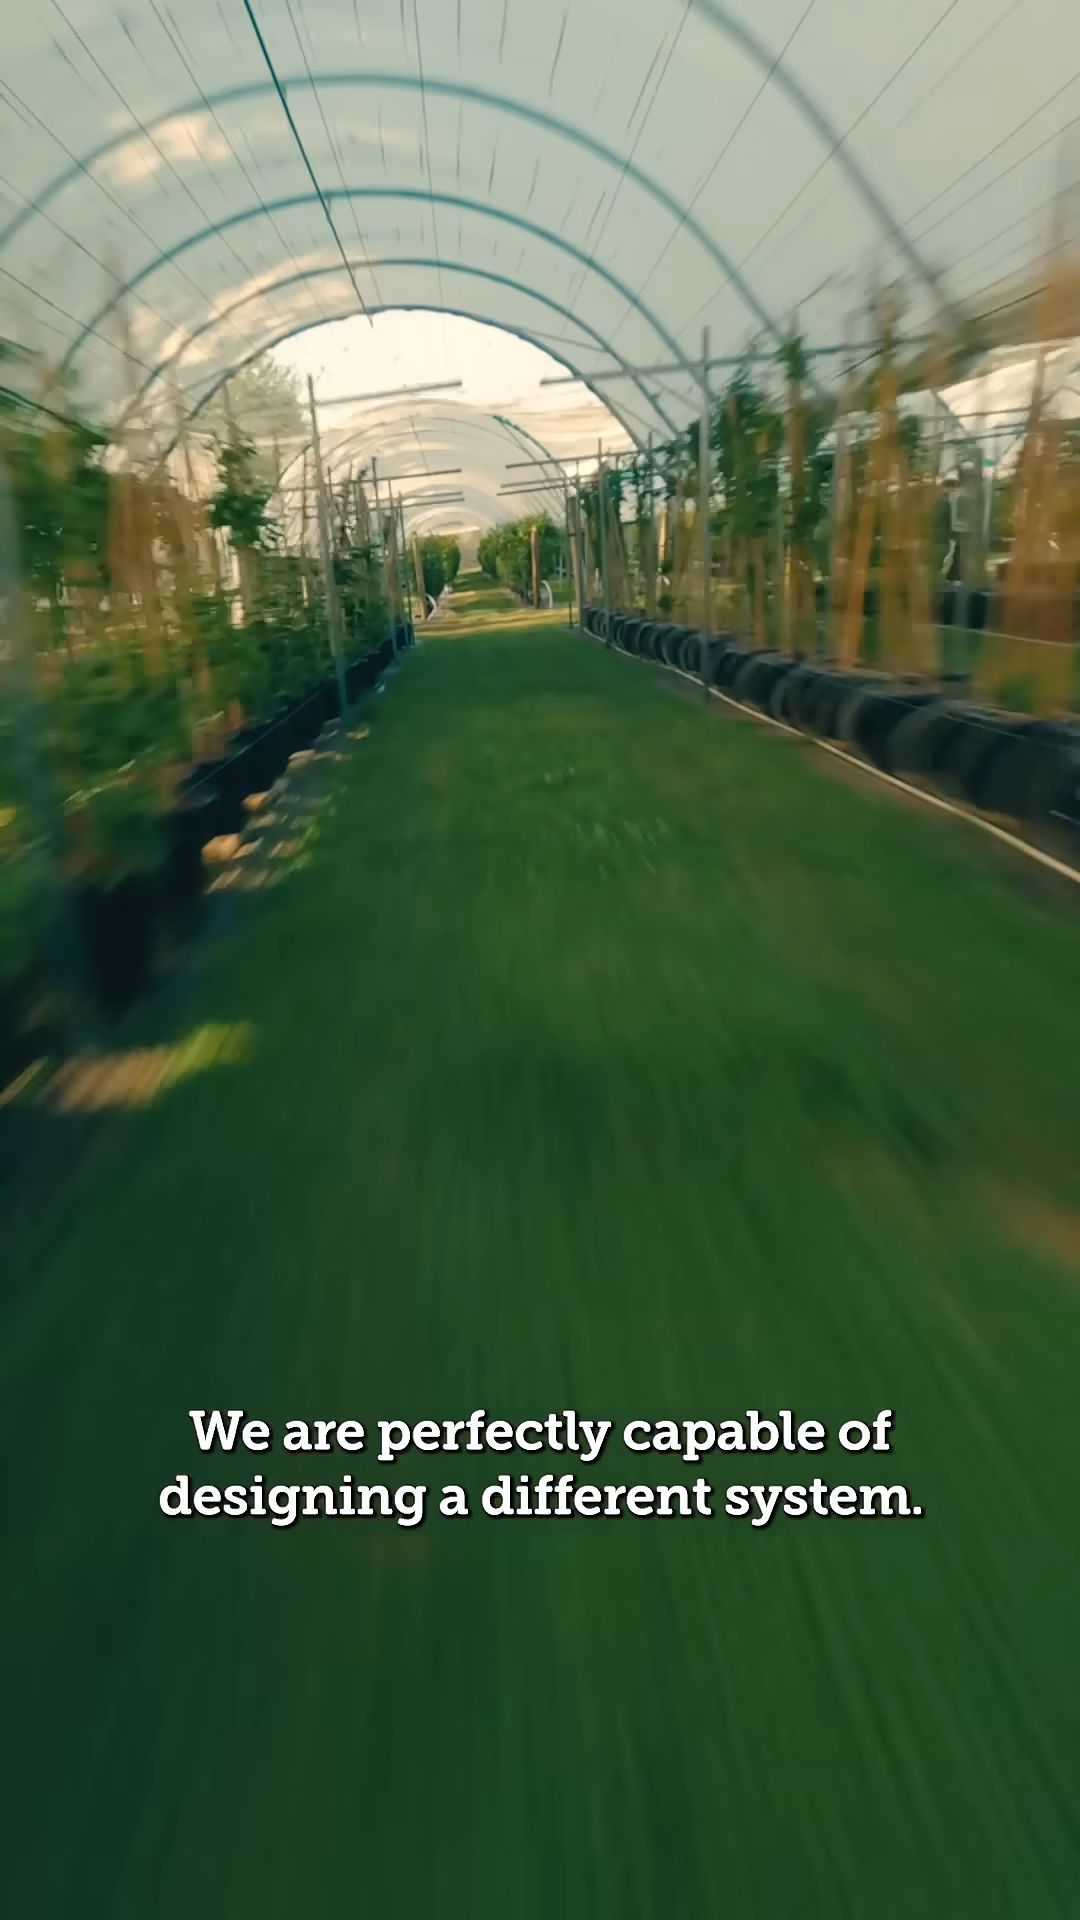 We are perfectly capable of
designing a different system.